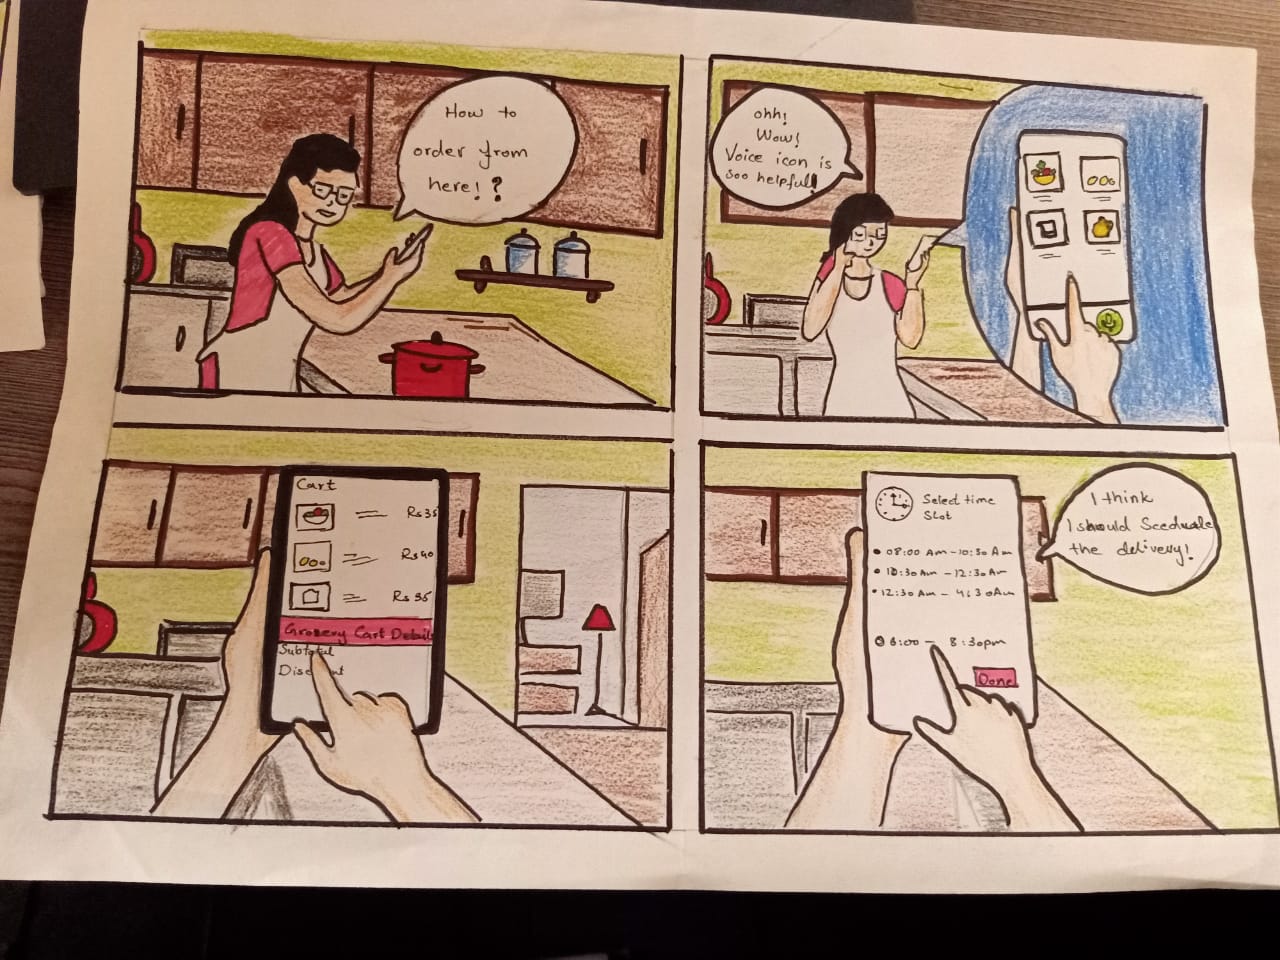 How to
order from
here! ?
ohh!
Wow!
Voice icon is
soo helpful!
Cart
Rs 35
Rs 40
Rs 35
Grocery Cart Details
Subtotal
Discount
Select time
Slot
08:00 Am - 10:30 Am
10:30 Am - 12:30 Am
12:30 Am - 4:30 Am
6:00 - 8:30pm
Done
I think
I should Sceduale
the delivery!